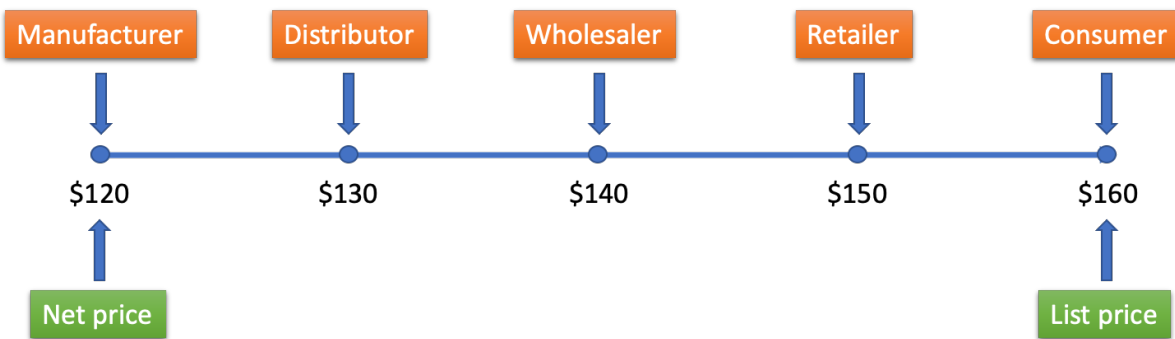 Manufacturer Distributor Wholesaler Retailer Consumer
$120 $130 $140 $150 $160
Net price List price